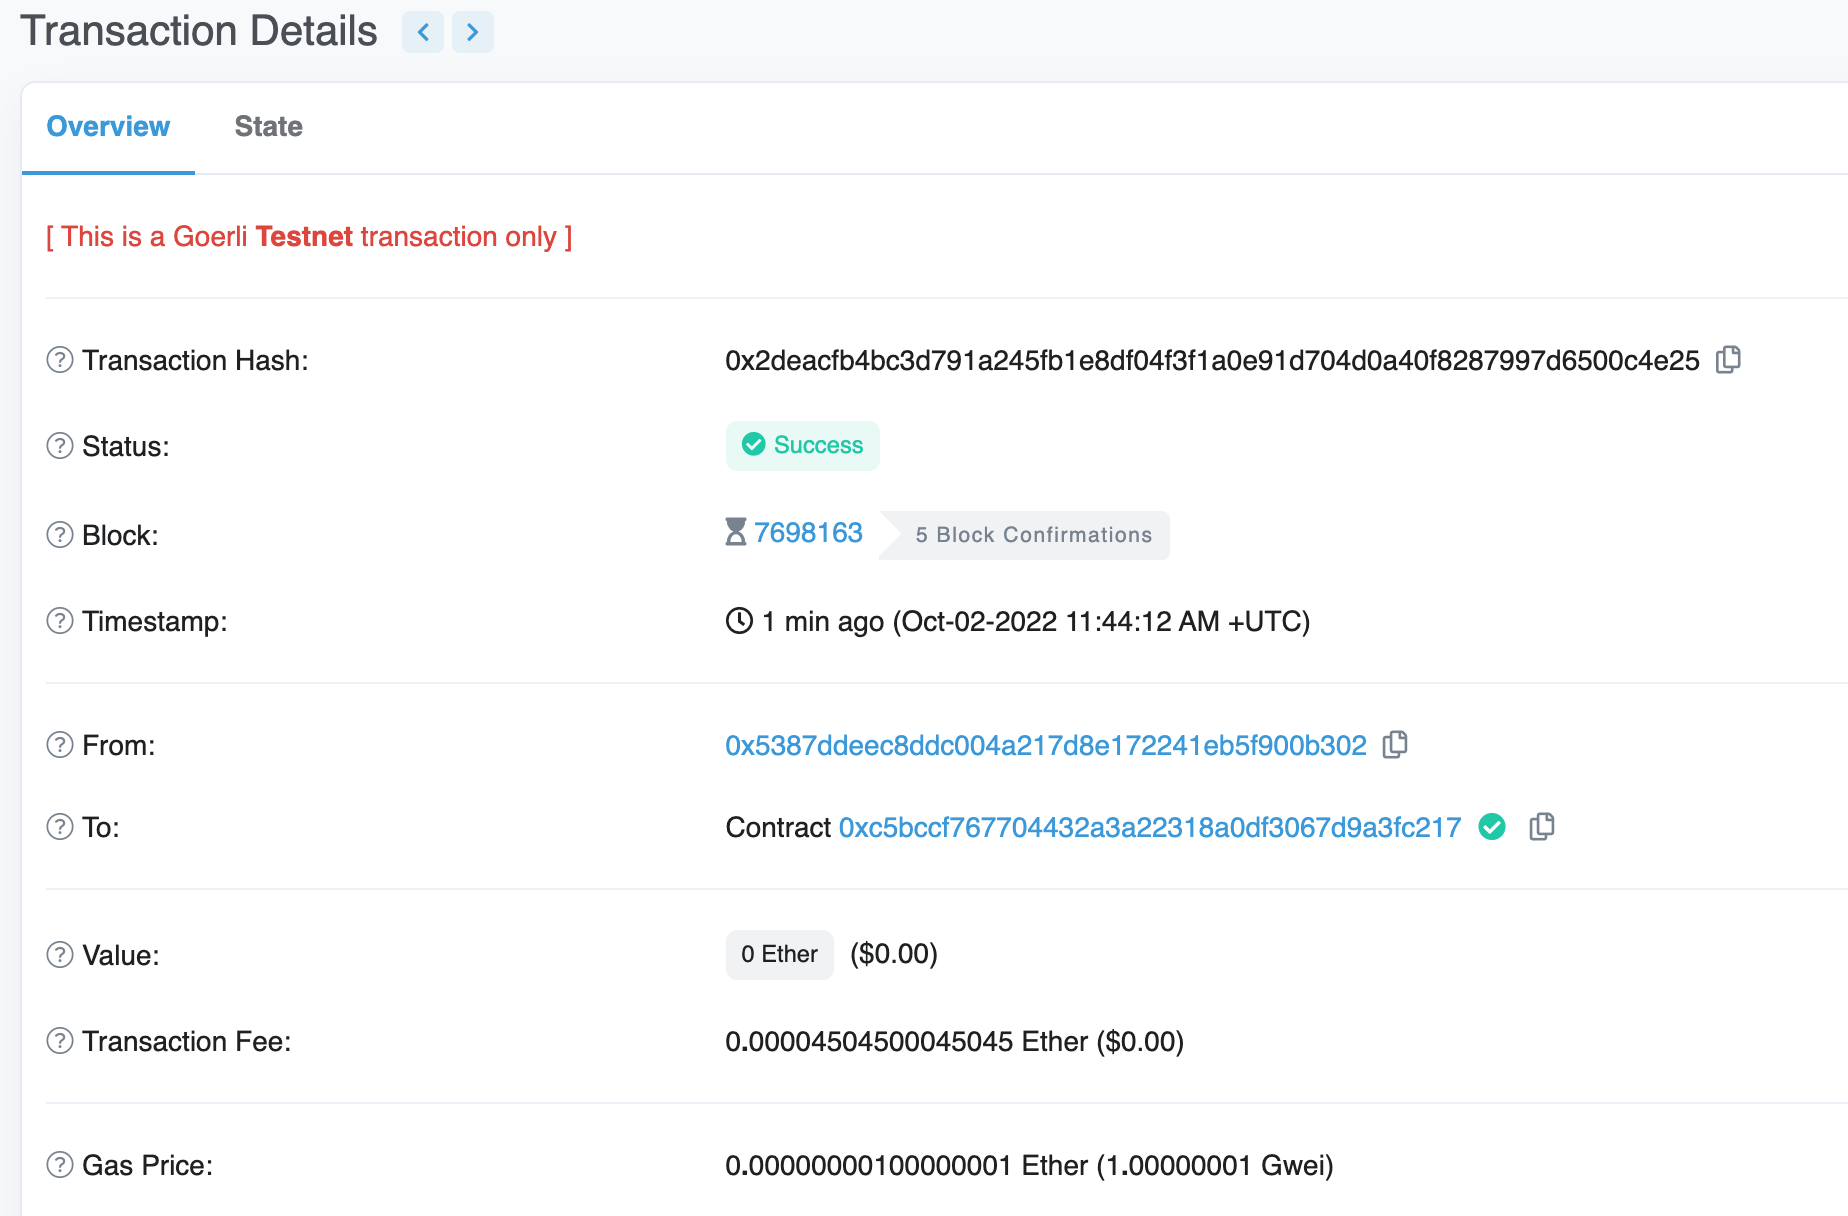 Transaction Details
Overview State
[ This is a Goerli Testnet transaction only ]
Transaction Hash: 0x2deacfb4bc3d791a245fb1e8df04f3f1a0e91d704d0a40f8287997d6500c4e25
Status: Success
Block: 7698163 5 Block Confirmations
Timestamp: 1 min ago (Oct-02-2022 11:44:12 AM +UTC)
From: 0x5387ddeec8ddc004a217d8e172241eb5f900b302
To: Contract 0xc5bccf767704432a3a22318a0df3067d9a3fc217
Value: 0 Ether ($0.00)
Transaction Fee: 0.00004504500045045 Ether ($0.00)
Gas Price: 0.00000000100000001 Ether (1.00000001 Gwei)